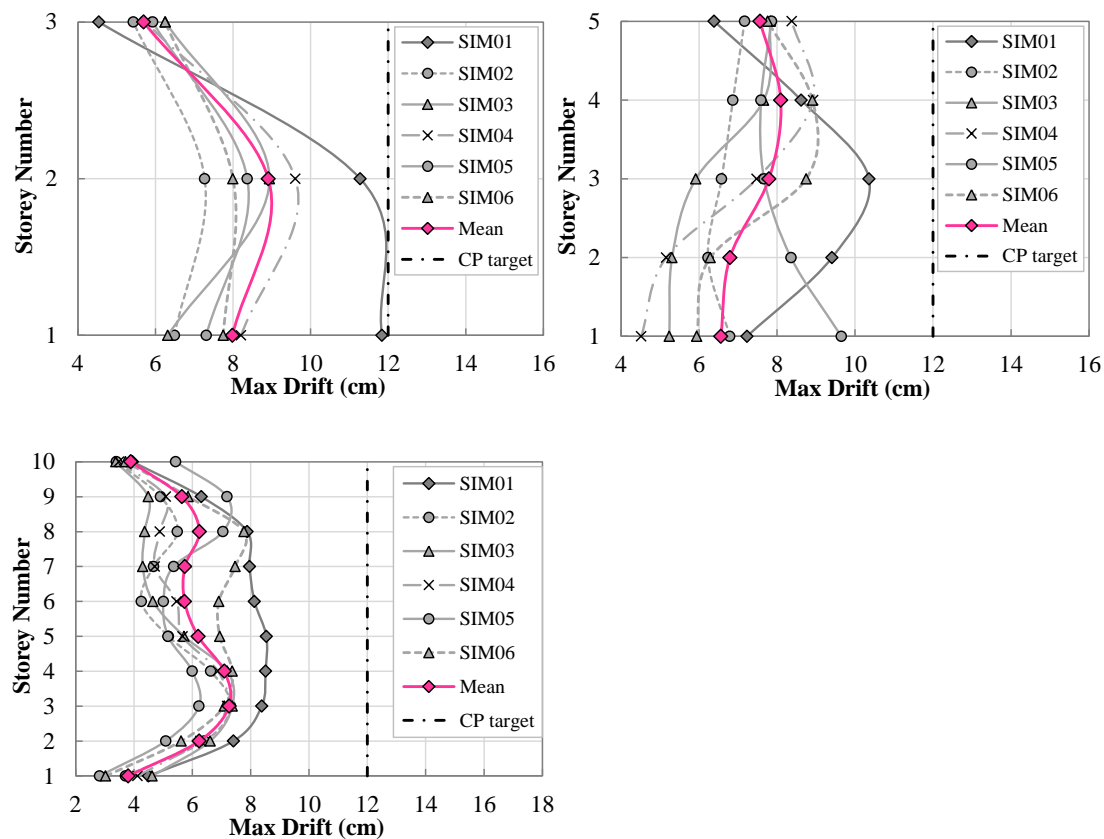 3
2
1
Storey Number
4
6
8
10
12
14
16
Max Drift (cm)
SIM01
SIM02
SIM03
SIM04
SIM05
SIM06
Mean
CP target
5
4
3
2
1
Storey Number
4
6
8
10
12
14
16
Max Drift (cm)
SIM01
SIM02
SIM03
SIM04
SIM05
SIM06
Mean
CP target
10
9
8
7
6
5
4
3
2
1
Storey Number
2
4
6
8
10
12
14
16
18
Max Drift (cm)
SIM01
SIM02
SIM03
SIM04
SIM05
SIM06
Mean
CP target